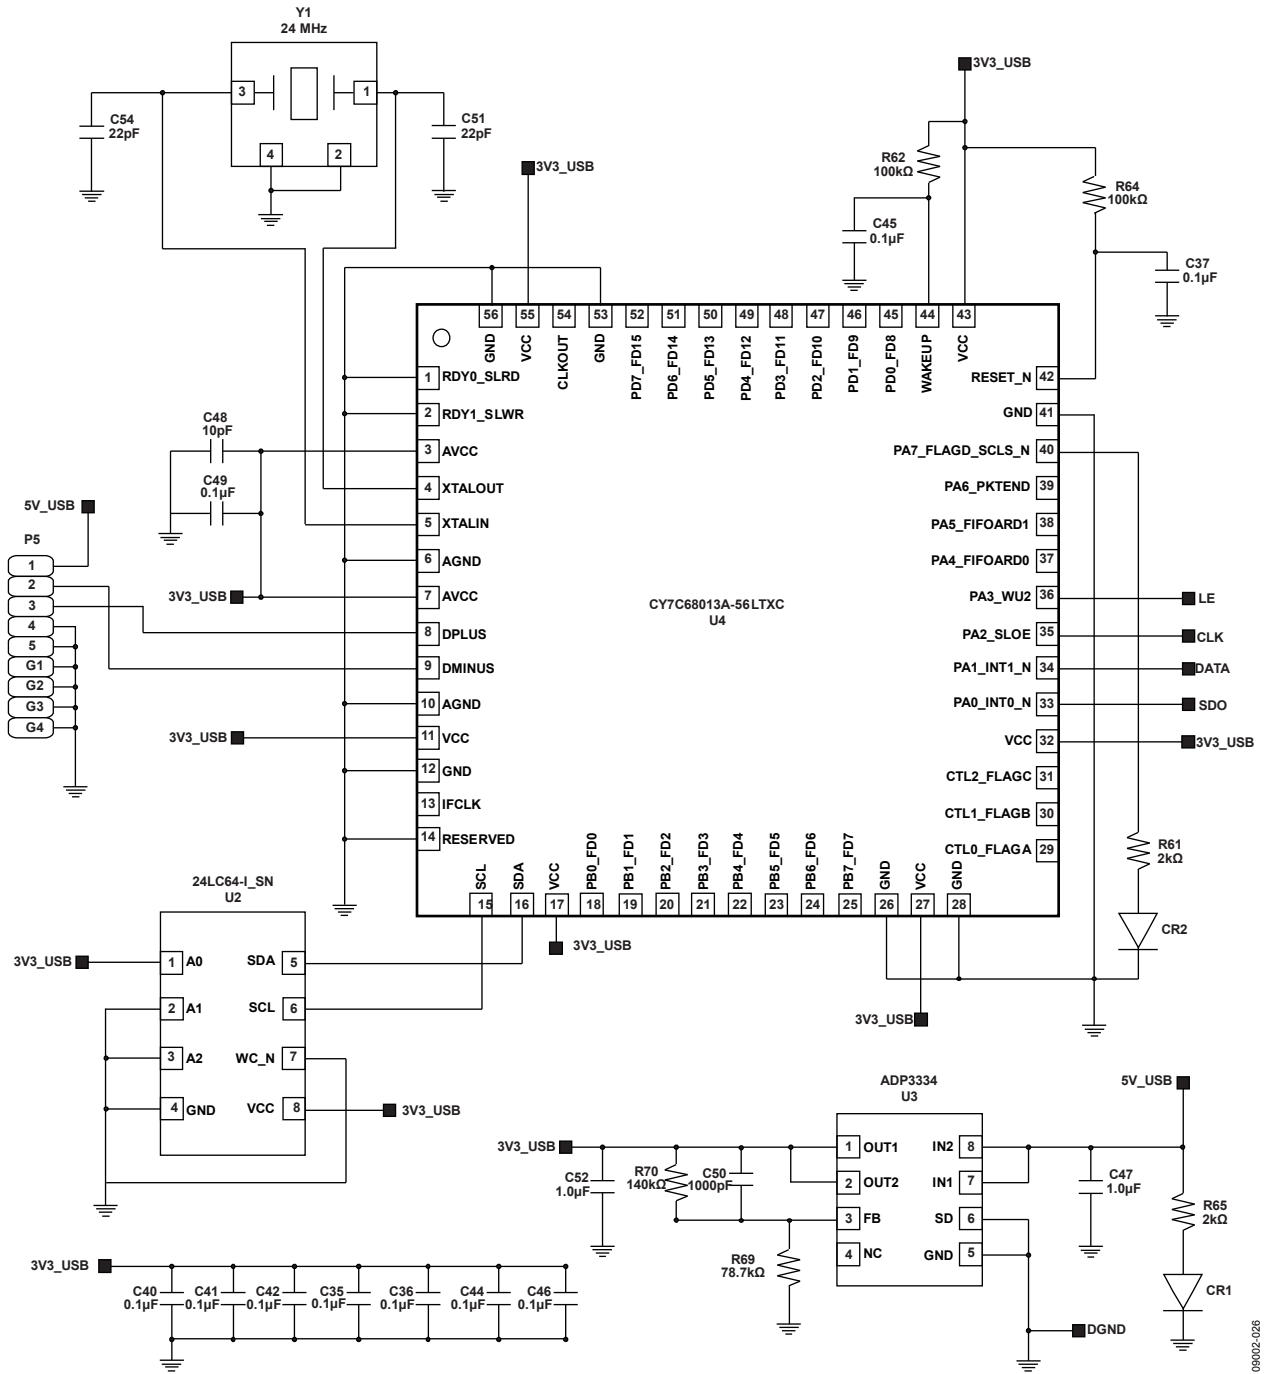 Y1
24 MHz
3
1
4
2
C54
22pF
C51
22pF
3V3_USB
3V3_USB
R62
100kΩ
R64
100kΩ
C45
0.1µF
C37
0.1µF
56 55 54 53 52 51 50 49 48 47 46 45 44 43
GND VCC CLKOUT GND PD7_FD15 PD6_FD14 PD5_FD13 PD4_FD12 PD3_FD11 PD2_FD10 PD1_FD9 PD0_FD8 WAKEUP VCC
1 RDY0_SLRD
2 RDY1_SLWR
3 AVCC
4 XTALOUT
5 XTALIN
6 AGND
7 AVCC
8 DPLUS
9 DMINUS
10 AGND
11 VCC
12 GND
13 IFCLK
14 RESERVED
RESET_N 42
GND 41
PA7_FLAGD_SCLS_N 40
PA6_PKTEND 39
PA5_FIFOARD1 38
PA4_FIFOARD0 37
PA3_WU2 36
PA2_SLOE 35
PA1_INT1_N 34
PA0_INT0_N 33
VCC 32
CTL2_FLAGC 31
CTL1_FLAGB 30
CTL0_FLAGA 29
CY7C68013A-56LTXC
U4
SCL SDA VCC PB0_FD0 PB1_FD1 PB2_FD2 PB3_FD3 PB4_FD4 PB5_FD5 PB6_FD6 PB7_FD7 GND VCC GND
15 16 17 18 19 20 21 22 23 24 25 26 27 28
C48
10pF
C49
0.1µF
5V_USB
P5
1
2
3
4
5
G1
G2
G3
G4
3V3_USB
3V3_USB
LE
CLK
DATA
SDO
3V3_USB
R61
2kΩ
CR2
3V3_USB
3V3_USB
24LC64-I_SN
U2
3V3_USB
1 A0
2 A1
3 A2
4 GND
SDA 5
SCL 6
WC_N 7
VCC 8
3V3_USB
ADP3334
U3
3V3_USB
5V_USB
1 OUT1
2 OUT2
3 FB
4 NC
IN2 8
IN1 7
SD 6
GND 5
C52
1.0µF
R70
140kΩ
C50
1000pF
R69
78.7kΩ
C47
1.0µF
R65
2kΩ
CR1
DGND
3V3_USB
C40
0.1µF
C41
0.1µF
C42
0.1µF
C35
0.1µF
C36
0.1µF
C44
0.1µF
C46
0.1µF
09002-026